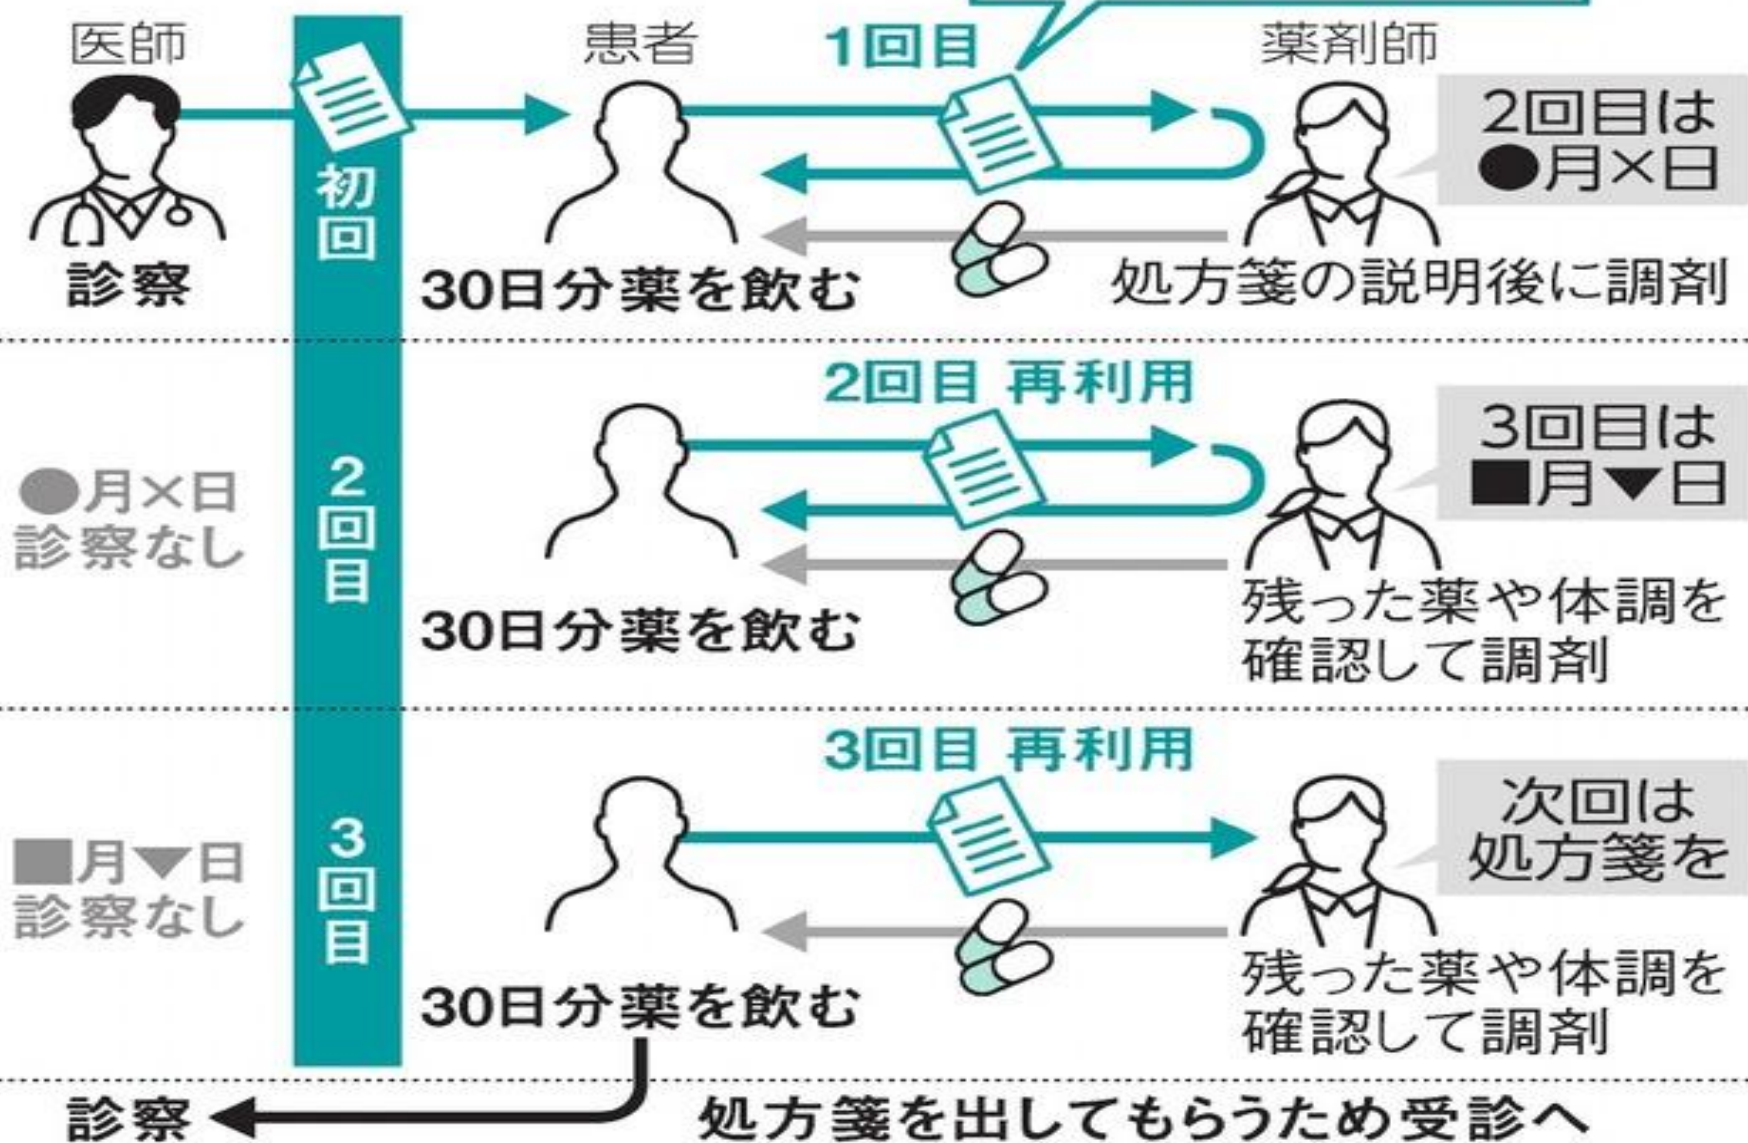 医師
患者
1回目
薬剤師
2回目は
●月×日
初回
診察
30日分薬を飲む
処方箋の説明後に調剤
2回目 再利用
3回目は
■月▼日
●月×日
診察なし
2回目
30日分薬を飲む
残った薬や体調を
確認して調剤
3回目 再利用
次回は
処方箋を
■月▼日
診察なし
3回目
30日分薬を飲む
残った薬や体調を
確認して調剤
診察
処方箋を出してもらうため受診へ